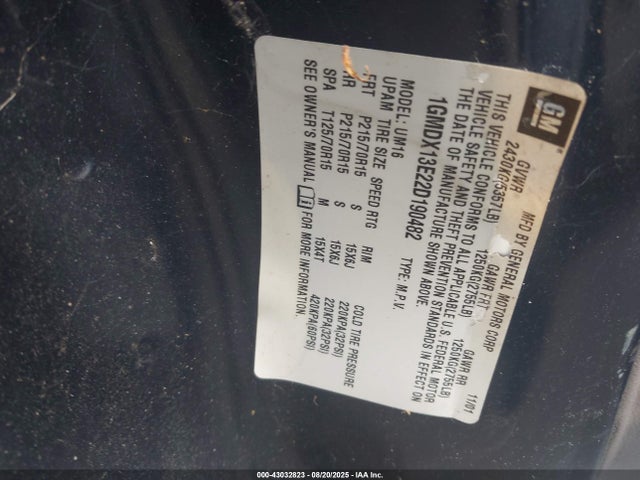 GM
MFD BY GENERAL MOTORS CORP 11/01
GVWR GAWR FRT GAWR RR
2430KG(5357LB) 1250KG(2755LB) 1250KG(2755LB)
THIS VEHICLE CONFORMS TO ALL APPLICABLE U.S. FEDERAL MOTOR
VEHICLE SAFETY AND THEFT PREVENTION STANDARDS IN EFFECT ON
THE DATE OF MANUFACTURE SHOWN ABOVE.
1GMDX13E22D190482 TYPE: M.P.V.
MODEL: UM16
UPAM TIRE SIZE SPEED RTG RIM COLD TIRE PRESSURE
FRT P215/70R15 S 15X6J 220KPA(32PSI)
RR P215/70R15 S 15X6J 220KPA(32PSI)
SPA T125/70R15 M 15X4T 420KPA(60PSI)
SEE OWNER'S MANUAL i FOR MORE INFORMATION.
000-43032823 | 08/20/2025 | IAA Inc.